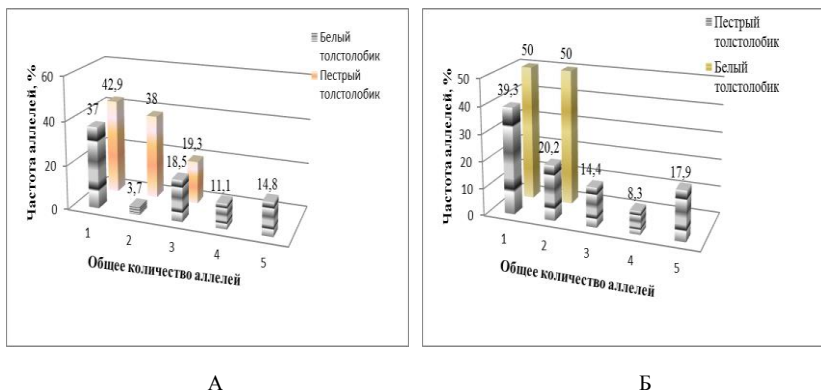 Белый
толстолобик
Пестрый
толстолобик
Частота аллелей, %
60
40
20
0
37
42,9
3,7
38
18,5
19,3
11,1
14,8
1
2
3
4
5
Общее количество аллелей
А
Пестрый
толстолобик
Белый
толстолобик
Частота аллелей, %
50
40
30
20
10
0
39,3
50
20,2
50
14,4
8,3
17,9
1
2
3
4
5
Общее количество аллелей
Б